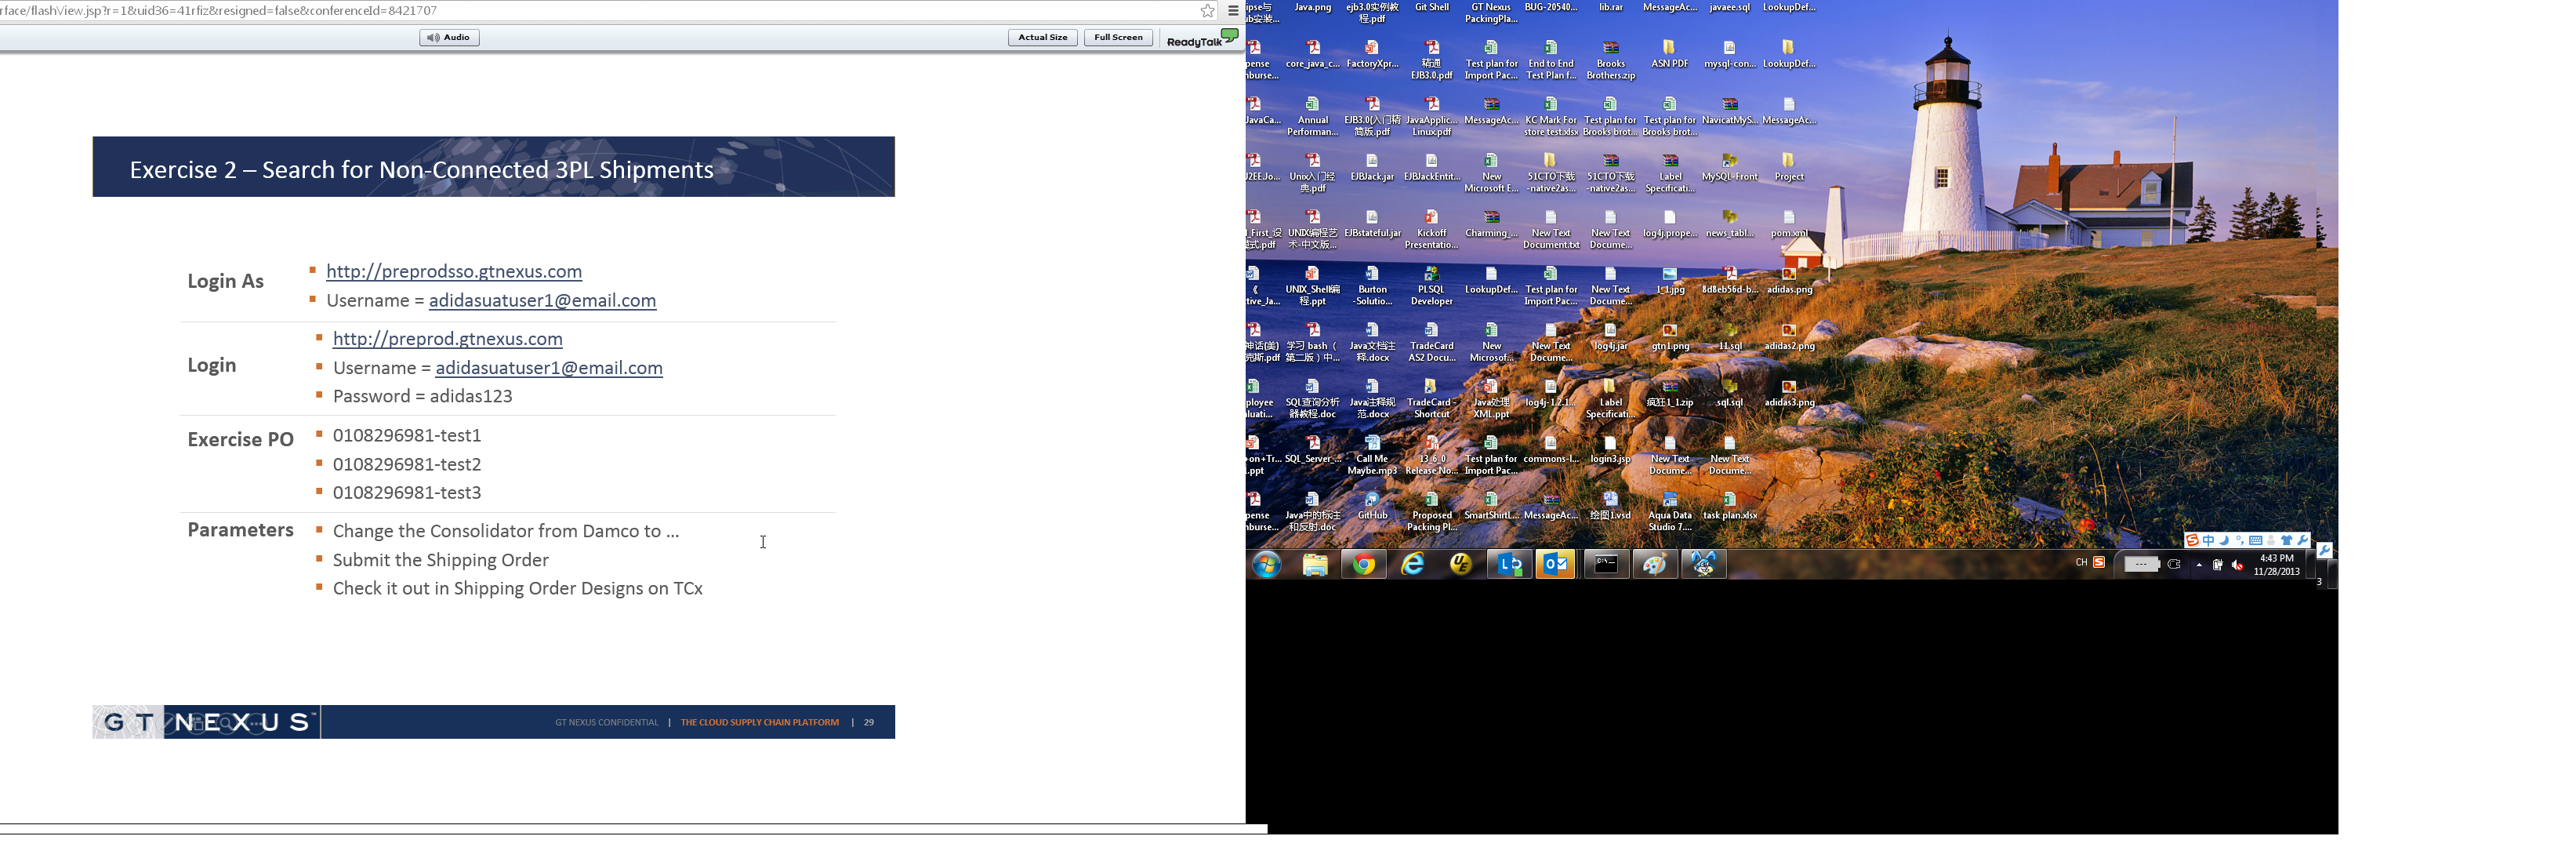 rface/flashView.jsp?r=1&uid36=41rfiz&resigned=false&conferenceId=8421707
Audio
Actual Size
Full Screen
ReadyTalk
Exercise 2 – Search for Non-Connected 3PL Shipments
Login As
http://preprodsso.gtnexus.com
Username = adidasuatuser1@email.com
Login
http://preprod.gtnexus.com
Username = adidasuatuser1@email.com
Password = adidas123
Exercise PO
0108296981-test1
0108296981-test2
0108296981-test3
Parameters
Change the Consolidator from Damco to ...
Submit the Shipping Order
Check it out in Shipping Order Designs on TCx
GT NEXUS™
GT NEXUS CONFIDENTIAL | THE CLOUD SUPPLY CHAIN PLATFORM | 29
Java.png
ejb3.0实例教
程.pdf
Git Shell
GT Nexus
PackingPla...
BUG-20540...
lib.rar
MessageAc...
javaee.sql
LookupDef...
core_java_c...
FactoryXpr...
精通
EJB3.0.pdf
Test plan for
Import Pac...
End to End
Test Plan f...
Brooks
Brothers.zip
ASN PDF
mysql-con...
LookupDef...
JavaCa...
Annual
Performan...
EJB3.0入门精
简版.pdf
JavaApplic...
Linux.pdf
MessageAc...
KC Mark For
store test.xlsx
Test plan for
Brooks brot...
Test plan for
Brooks brot...
NavicatMyS...
MessageAc...
J2EE.Jo...
Unix入门经
典.pdf
EJBJack.jar
EJBJackEntit...
New
Microsoft E...
51CTO下载
-native2as...
51CTO下载
-native2as...
Label
Specificati...
MySQL-Front
Project
UNIX编程艺
术-中文版...
EJBstateful.jar
Kickoff
Presentatio...
Charming_...
New Text
Document.txt
New Text
Docume...
log4j.prope...
news_tabl...
pom.xml
UNIX_Shell编
程.ppt
Burton
-Solutio...
PLSQL
Developer
LookupDef...
Test plan for
Import Pac...
New Text
Docume...
1_1.jpg
8d8eb56d-b...
adidas.png
学习 bash（
第二版）中...
Java文档注
释.docx
TradeCard
AS2 Docu...
New
Microsof...
New Text
Docume...
log4j.jar
gtn1.png
11.sql
adidas2.png
SQL查询分析
器教程.doc
Java注释规
范.docx
TradeCard -
Shortcut
Java处理
XML.ppt
log4j-1.2.1...
Label
Specificati...
疯狂1_1.zip
sql.sql
adidas3.png
SQL_Server_...
Call Me
Maybe.mp3
13_6_0
Release No...
Test plan for
Import Pac...
commons-l...
login3.jsp
New Text
Docume...
New Text
Docume...
Java中的标注
和反射.doc
GitHub
Proposed
Packing Pl...
SmartShirtL...
MessageAc...
绘图1.vsd
Aqua Data
Studio 7....
task plan.xlsx
中
CH
4:43 PM
11/28/2013
3